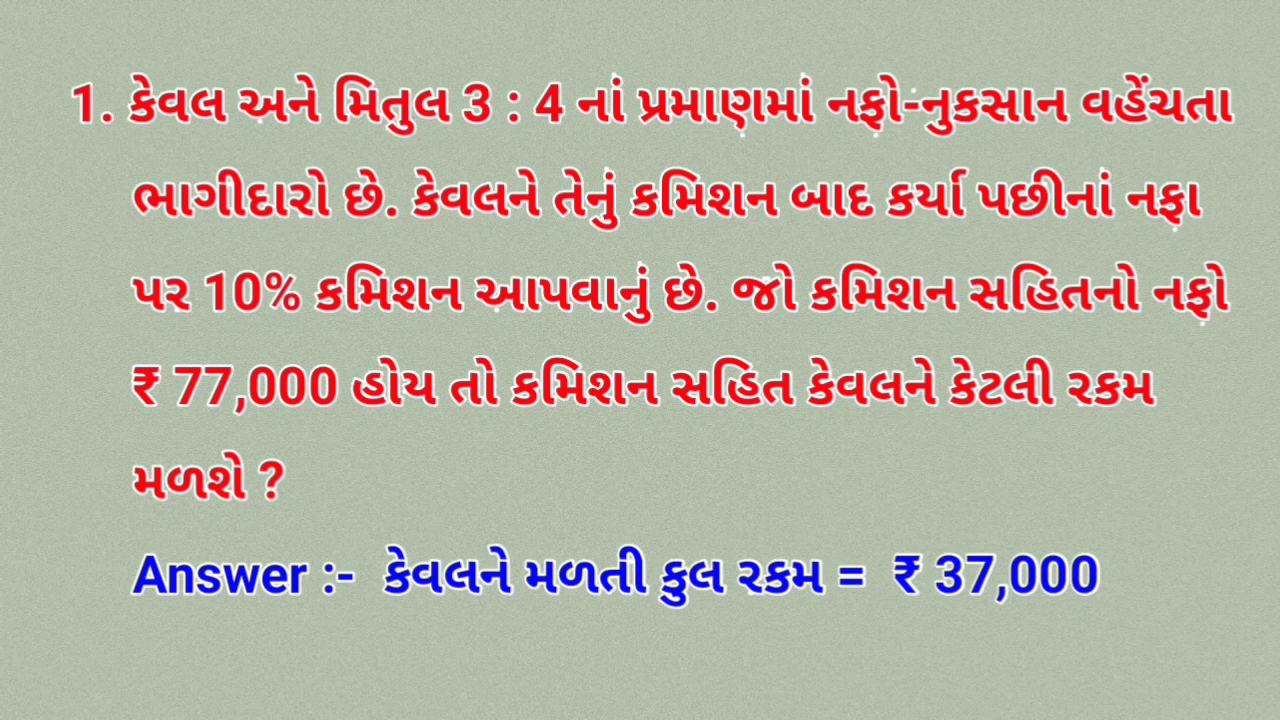 1. કેવલ અને મિતુલ 3 : 4 નાં પ્રમાણમાં નફો-નુકસાન વહેંચતા
ભાગીદારો છે. કેવલને તેનું કમિશન બાદ કર્યા પછીનાં નફા
પર 10% કમિશન આપવાનું છે. જો કમિશન સહિતનો નફો
₹ 77,000 હોય તો કમિશન સહિત કેવલને કેટલી રકમ
મળશે ?
Answer :- કેવલને મળતી કુલ રકમ = ₹ 37,000